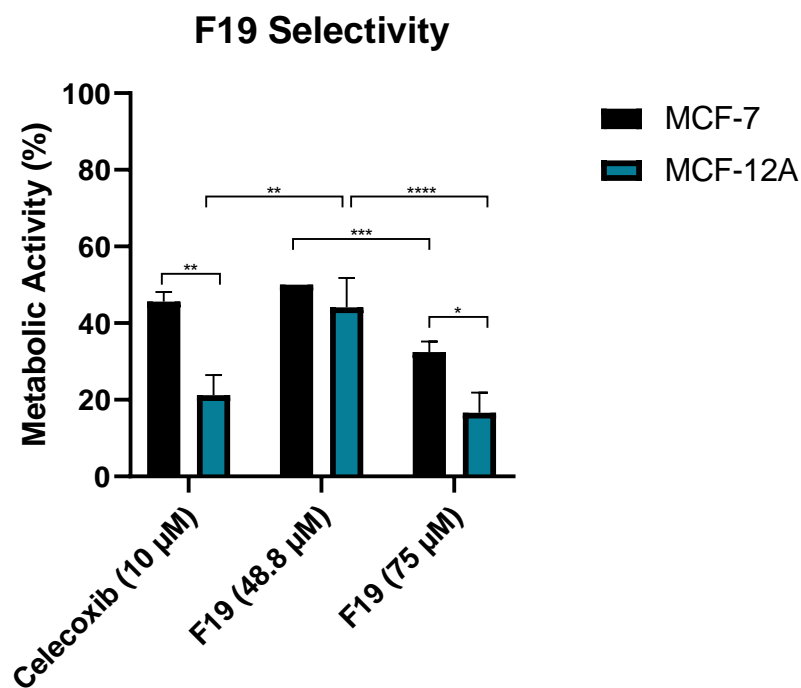 F19 Selectivity
MCF-7
MCF-12A
Metabolic Activity (%)
100
80
60
40
20
0
**
**
***
****
*
Celecoxib (10 µM)
F19 (48.8 µM)
F19 (75 µM)